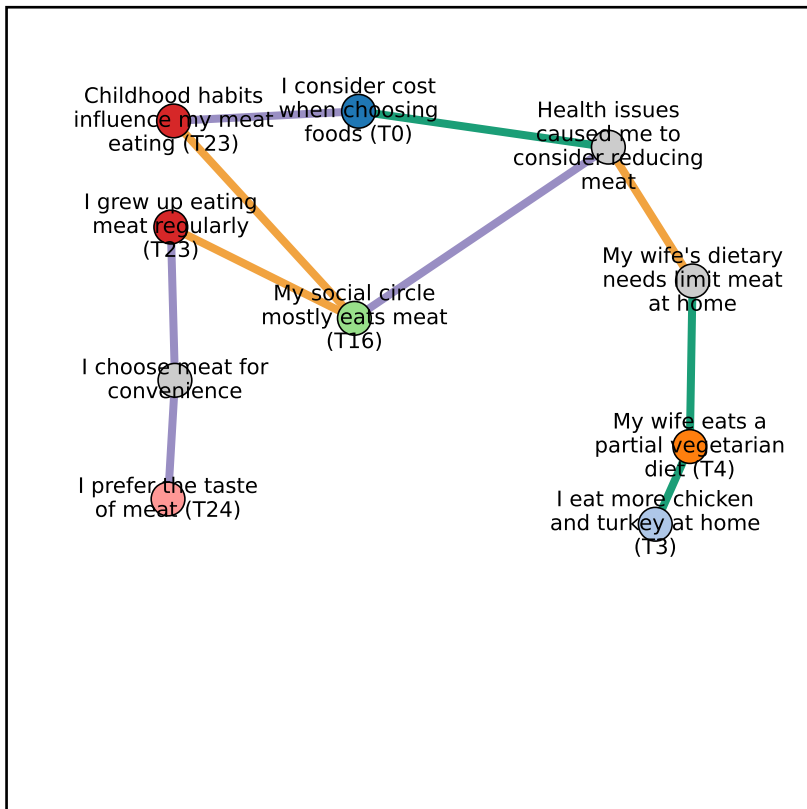 Childhood habits
influence my meat
eating (T23)
I consider cost
when choosing
foods (T0)
Health issues
caused me to
consider reducing
meat
I grew up eating
meat regularly
(T23)
My social circle
mostly eats meat
(T16)
My wife's dietary
needs limit meat
at home
I choose meat for
convenience
My wife eats a
partial vegetarian
diet (T4)
I prefer the taste
of meat (T24)
I eat more chicken
and turkey at home
(T3)